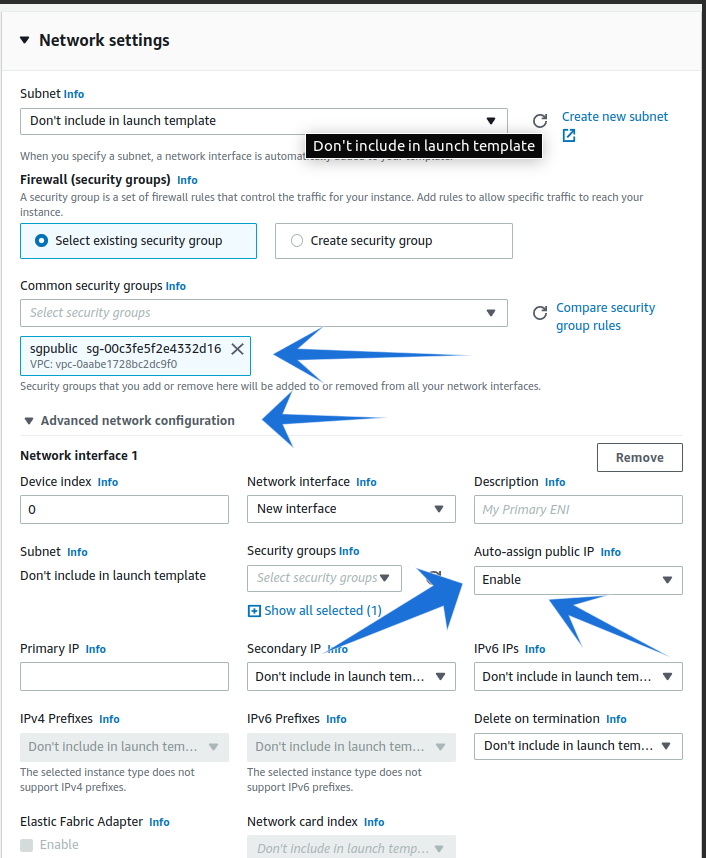 Network settings
Subnet Info
Don't include in launch template
Create new subnet
Don't include in launch template
When you specify a subnet, a network interface is automatically added to your template.
Firewall (security groups) Info
A security group is a set of firewall rules that control the traffic for your instance. Add rules to allow specific traffic to reach your
instance.
Select existing security group
Create security group
Common security groups Info
Select security groups
Compare security
group rules
sgpublic sg-00c3fe5f2e4332d16
VPC: vpc-0aabe1728bc2dc9f0
Security groups that you add or remove here will be added to or removed from all your network interfaces.
Advanced network configuration
Network interface 1
Remove
Device index Info
Network interface Info
Description Info
0
New interface
My Primary ENI
Subnet Info
Security groups Info
Auto-assign public IP Info
Don't include in launch template
Select security groups
Enable
Show all selected (1)
Primary IP Info
Secondary IP Info
IPv6 IPs Info
Don't include in launch tem...
Don't include in launch tem...
IPv4 Prefixes Info
IPv6 Prefixes Info
Delete on termination Info
Don't include in launch tem...
Don't include in launch tem...
Don't include in launch tem...
The selected instance type does not
support IPv4 prefixes.
The selected instance type does not
support IPv6 prefixes.
Elastic Fabric Adapter Info
Network card index Info
Enable
Don't include in launch temp...